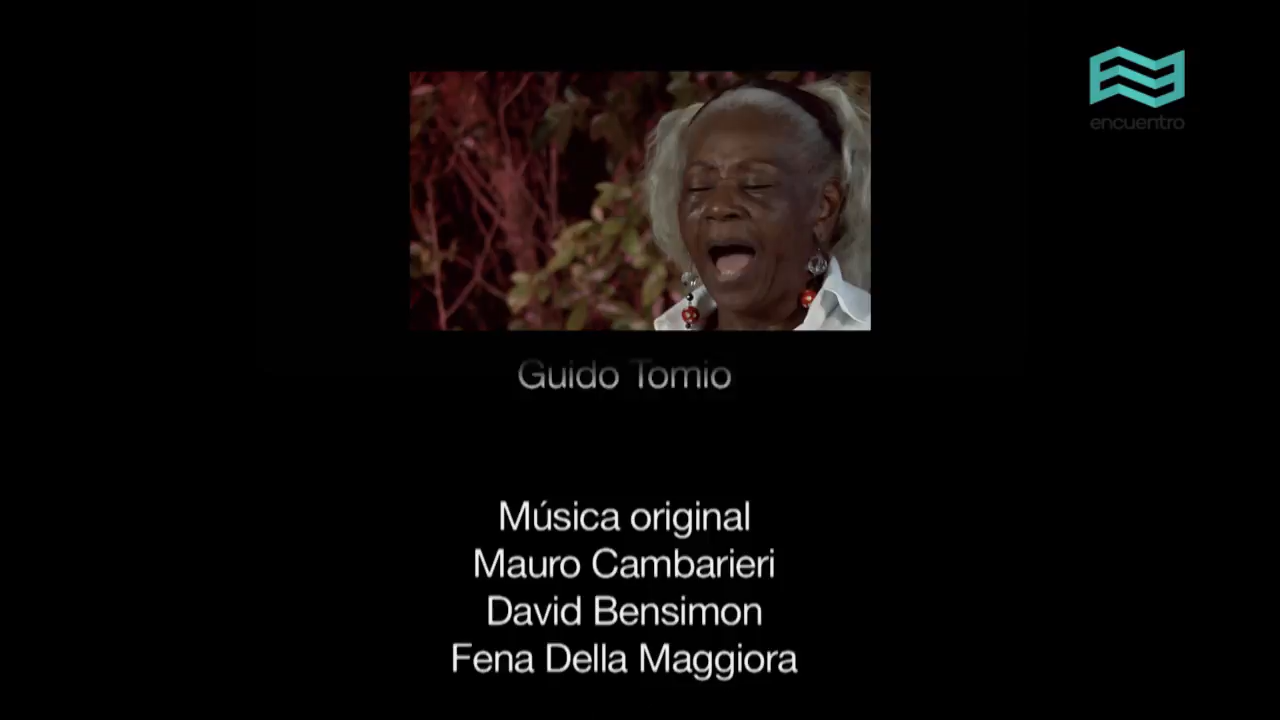 encuentro
Guido Tomio
Música original
Mauro Cambarieri
David Bensimon
Fena Della Maggiora